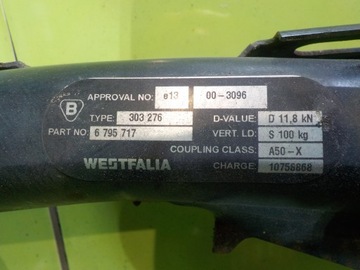 B
APPROVAL NO: e13 00-3096
TYPE: 303 276 D-VALUE: D 11,8 kN
PART NO: 6 795 717 VERT LD: S 100 kg
COUPLING CLASS: A50-X
WESTFALIA CHARGE: 10756868